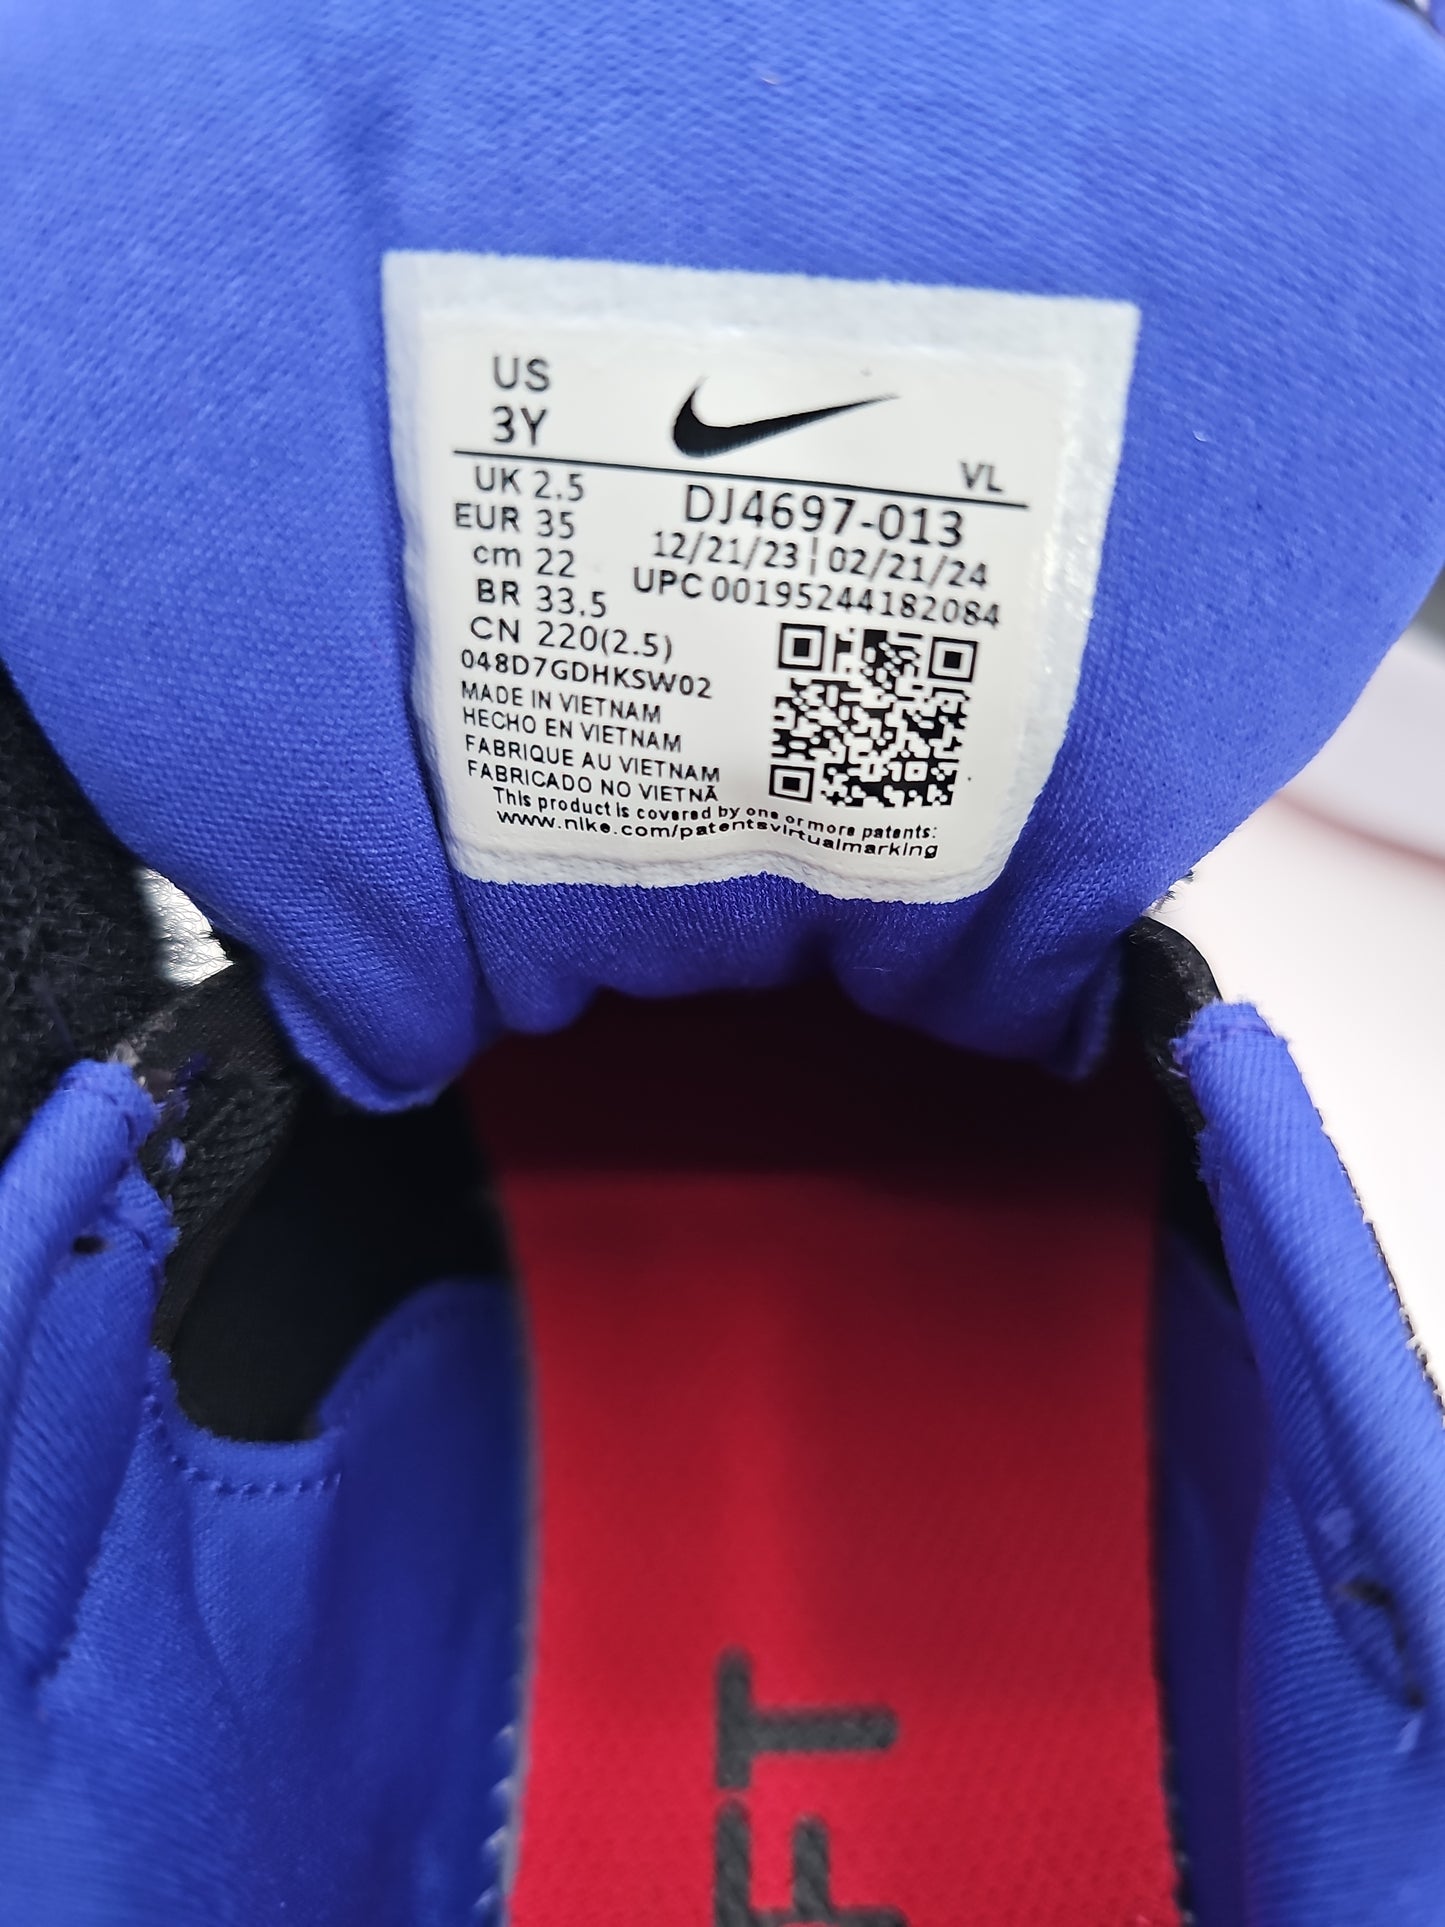 US
3Y
VL
UK 2.5
EUR 35
cm 22
BR 33.5
CN 220(2.5)
DJ4697-013
12/21/23 | 02/21/24
UPC 00195244182084
048D7GDHKSW02
MADE IN VIETNAM
HECHO EN VIETNAM
FABRIQUE AU VIETNAM
FABRICADO NO VIETNÃ
This product is covered by one or more patents:
www.nike.com/patentsvirtualmarking